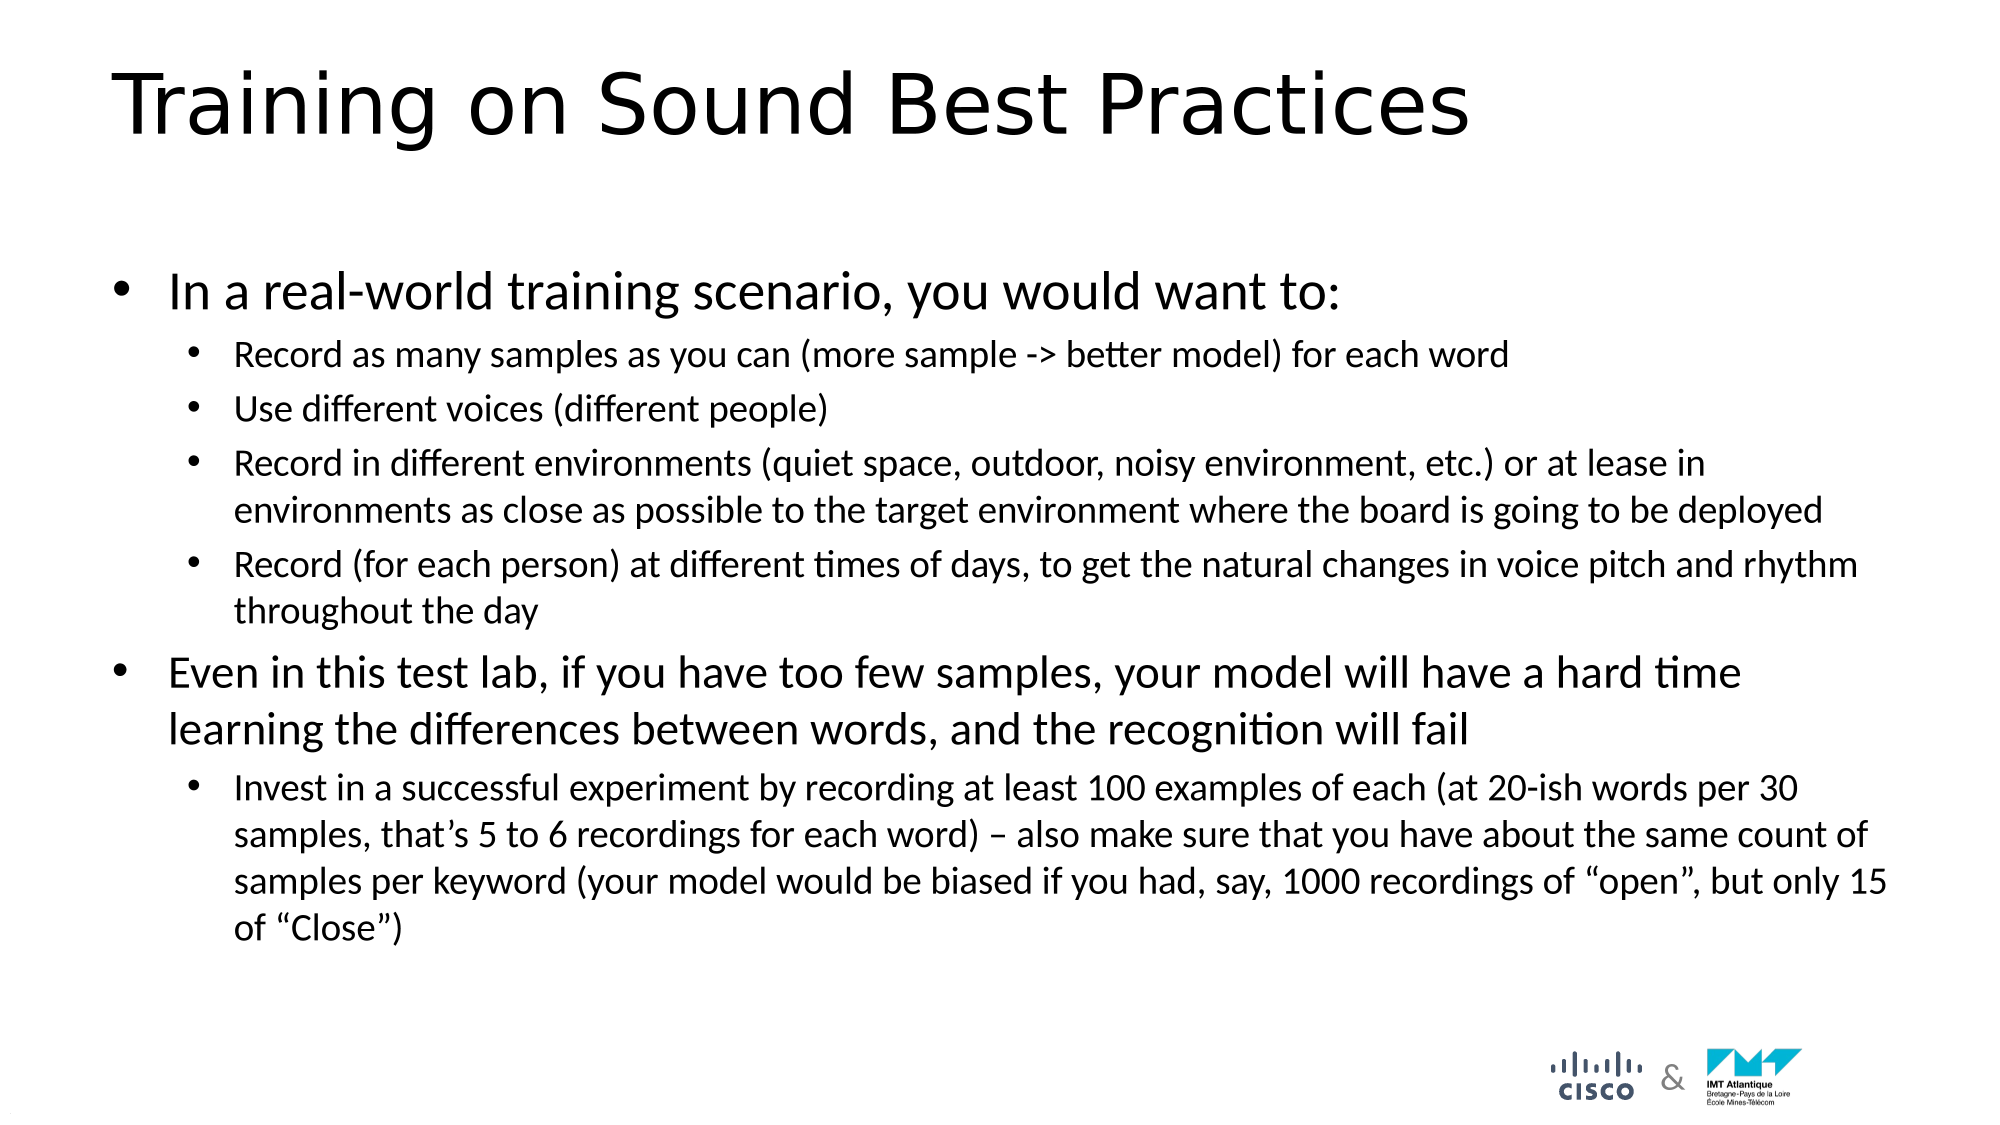 Training on Sound Best Practices
• In a real-world training scenario, you would want to:
• Record as many samples as you can (more sample -> better model) for each word
• Use different voices (different people)
• Record in different environments (quiet space, outdoor, noisy environment, etc.) or at lease in
environments as close as possible to the target environment where the board is going to be deployed
• Record (for each person) at different times of days, to get the natural changes in voice pitch and rhythm
throughout the day
• Even in this test lab, if you have too few samples, your model will have a hard time
learning the differences between words, and the recognition will fail
• Invest in a successful experiment by recording at least 100 examples of each (at 20-ish words per 30
samples, that’s 5 to 6 recordings for each word) – also make sure that you have about the same count of
samples per keyword (your model would be biased if you had, say, 1000 recordings of “open”, but only 15
of “Close”)
CISCO & IMT Atlantique
Bretagne-Pays de la Loire
École Mines-Télécom